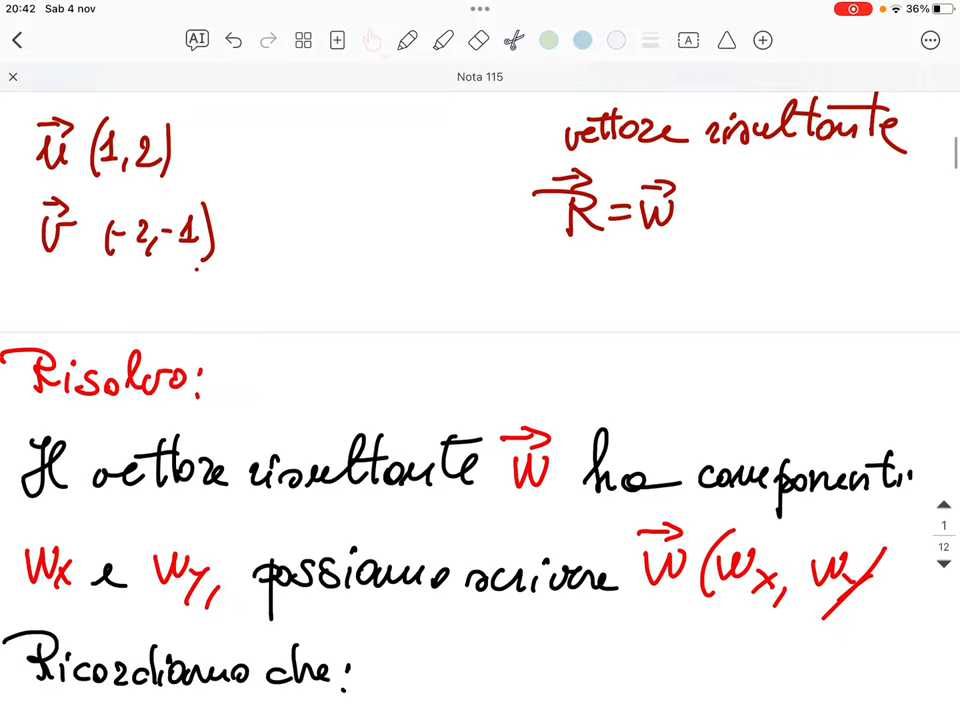 20:42 Sab 4 nov 36%
AI A
Nota 115
vettore risultante
u⃗ (1, 2)
R⃗ = w⃗
v⃗ (-2, -1)
Risolvo:
Il vettore risultante w⃗ ha componenti
1
wx e wy, possiamo scrivere w⃗ (wx, wy)
12
Ricordiamo che: